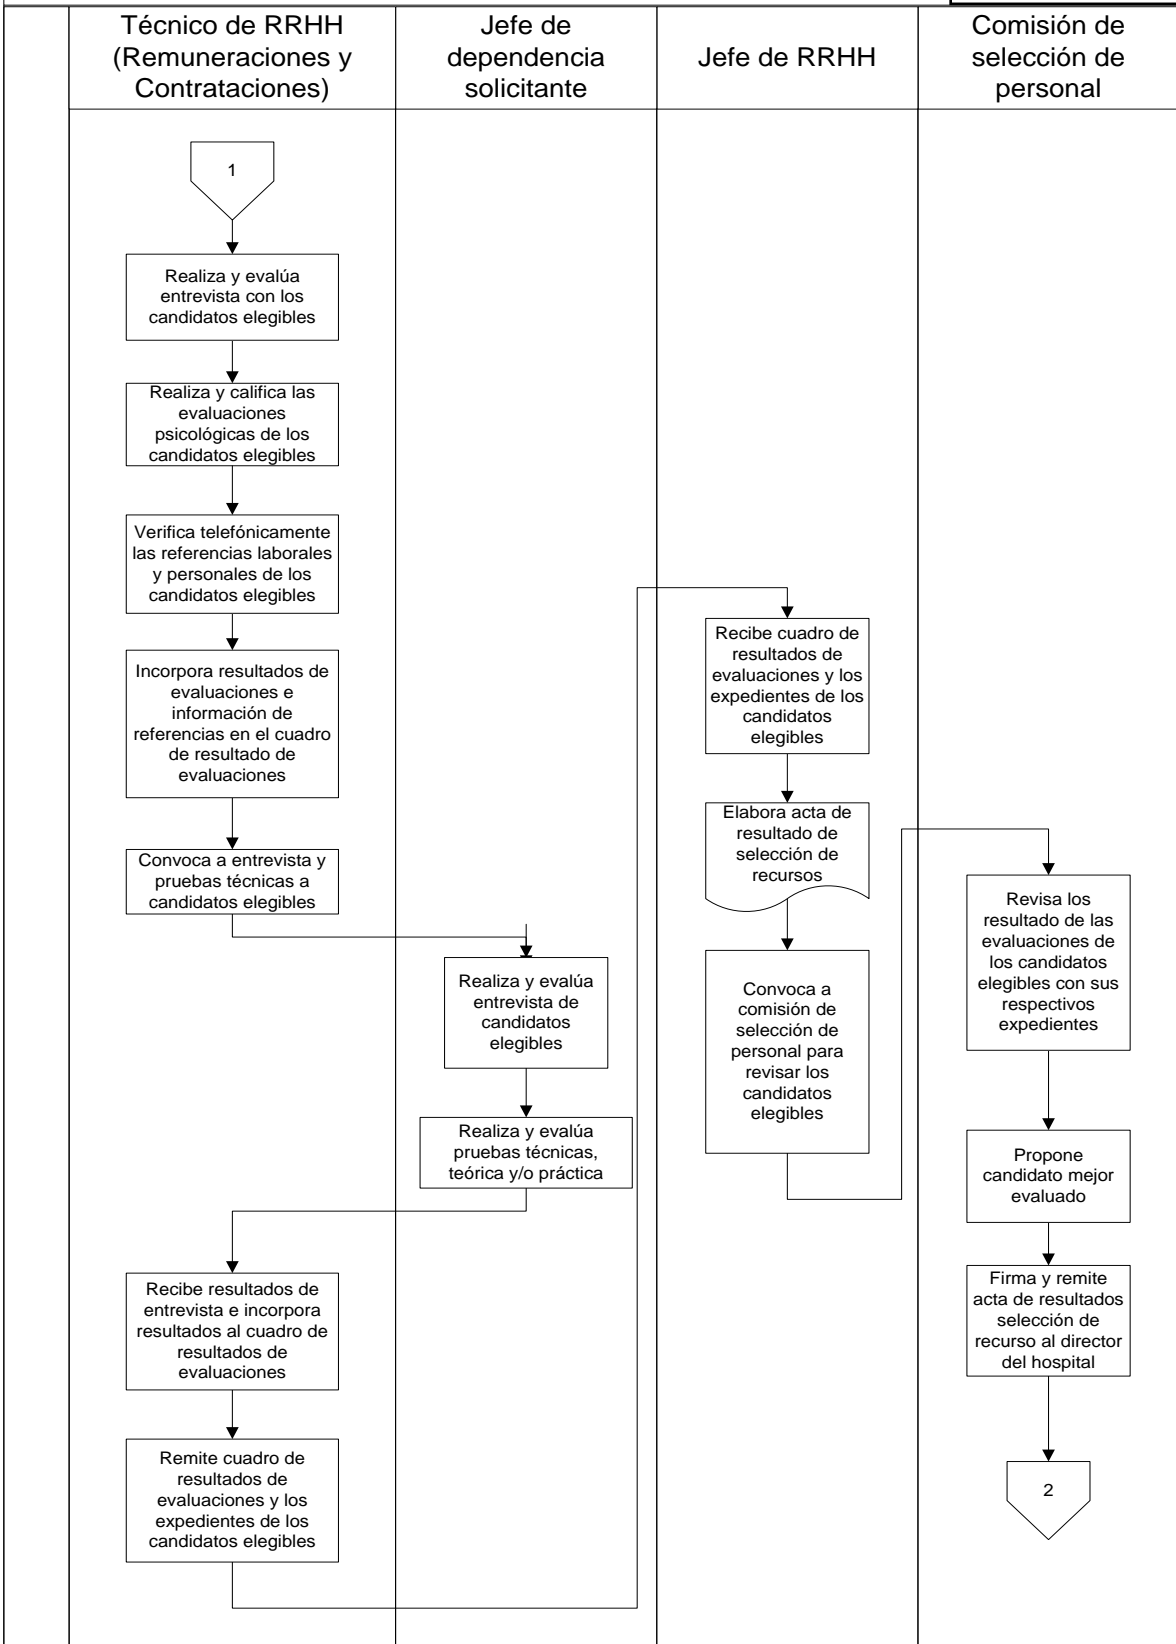 Técnico de RRHH
(Remuneraciones y
Contrataciones)
Jefe de
dependencia
solicitante
Jefe de RRHH
Comisión de
selección de
personal
1
Realiza y evalúa
entrevista con los
candidatos elegibles
Realiza y califica las
evaluaciones
psicológicas de los
candidatos elegibles
Verifica telefónicamente
las referencias laborales
y personales de los
candidatos elegibles
Incorpora resultados de
evaluaciones e
información de
referencias en el cuadro
de resultado de
evaluaciones
Convoca a entrevista y
pruebas técnicas a
candidatos elegibles
Realiza y evalúa
entrevista de
candidatos
elegibles
Realiza y evalúa
pruebas técnicas,
teórica y/o práctica
Recibe resultados de
entrevista e incorpora
resultados al cuadro de
resultados de
evaluaciones
Remite cuadro de
resultados de
evaluaciones y los
expedientes de los
candidatos elegibles
Recibe cuadro de
resultados de
evaluaciones y los
expedientes de los
candidatos
elegibles
Elabora acta de
resultado de
selección de
recursos
Convoca a
comisión de
selección de
personal para
revisar los
candidatos
elegibles
Revisa los
resultado de las
evaluaciones de
los candidatos
elegibles con sus
respectivos
expedientes
Propone
candidato mejor
evaluado
Firma y remite
acta de resultados
selección de
recurso al director
del hospital
2